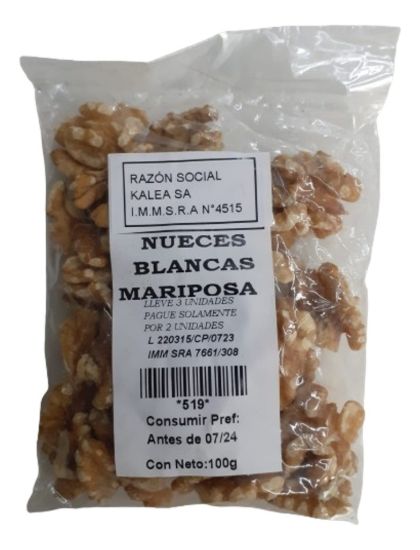 RAZÓN SOCIAL
KALEA SA
I.M.M.S.R.A N°4515
NUECES
BLANCAS
MARIPOSA
LLEVE 3 UNIDADES
PAGUE SOLAMENTE
POR 2 UNIDADES
L 220315/CP/0723
IMM SRA 7661/308
*519*
Consumir Pref:
Antes de 07/24
Con Neto:100g